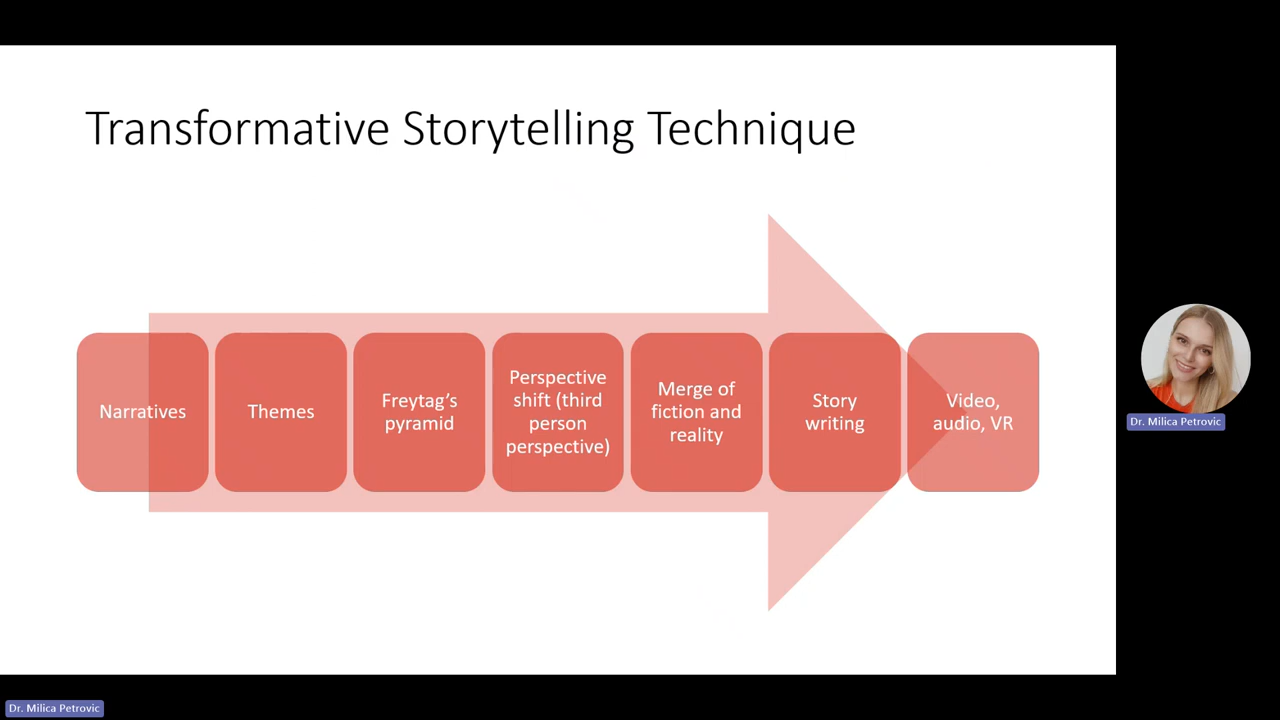 Transformative Storytelling Technique
Narratives
Themes
Freytag’s
pyramid
Perspective
shift (third
person
perspective)
Merge of
fiction and
reality
Story
writing
Video,
audio, VR
Dr. Milica Petrovic
Dr. Milica Petrovic